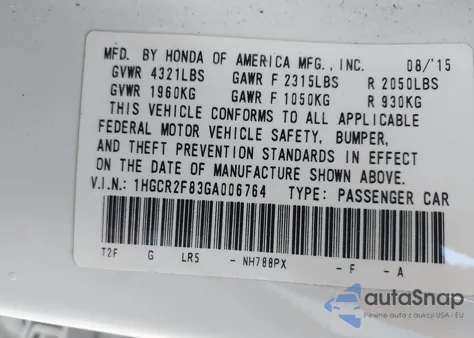 MFD. BY HONDA OF AMERICA MFG., INC. 08/'15
GVWR 4321LBS GAWR F 2315LBS R 2050LBS
GVWR 1960KG GAWR F 1050KG R 930KG
THIS VEHICLE CONFORMS TO ALL APPLICABLE
FEDERAL MOTOR VEHICLE SAFETY, BUMPER,
AND THEFT PREVENTION STANDARDS IN EFFECT
ON THE DATE OF MANUFACTURE SHOWN ABOVE.
V.I.N.: 1HGCR2F83GA006764 TYPE: PASSENGER CAR
T2F G LR5 - NH788PX - F - A
autoSnap
Pewne auta z aukcji USA i EU